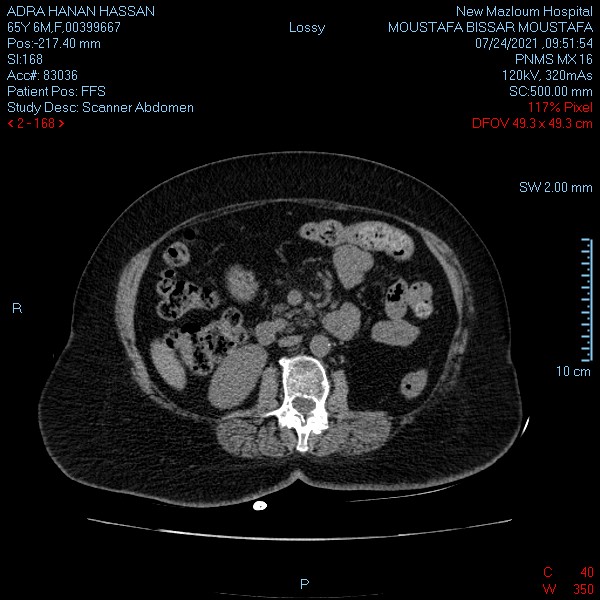 ADRA HANAN HASSAN
65Y 6M,F,00399667
Pos:-217.40 mm
SI:168
Acc#: 83036
Patient Pos: FFS
Study Desc: Scanner Abdomen
< 2 - 168 >
Lossy
New Mazloum Hospital
MOUSTAFA BISSAR MOUSTAFA
07/24/2021 ,09:51:54
PNMS MX 16
120kV, 320mAs
SC:500.00 mm
117% Pixel
DFOV 49.3 x 49.3 cm
SW 2.00 mm
R
10 cm
P
C 40
W 350